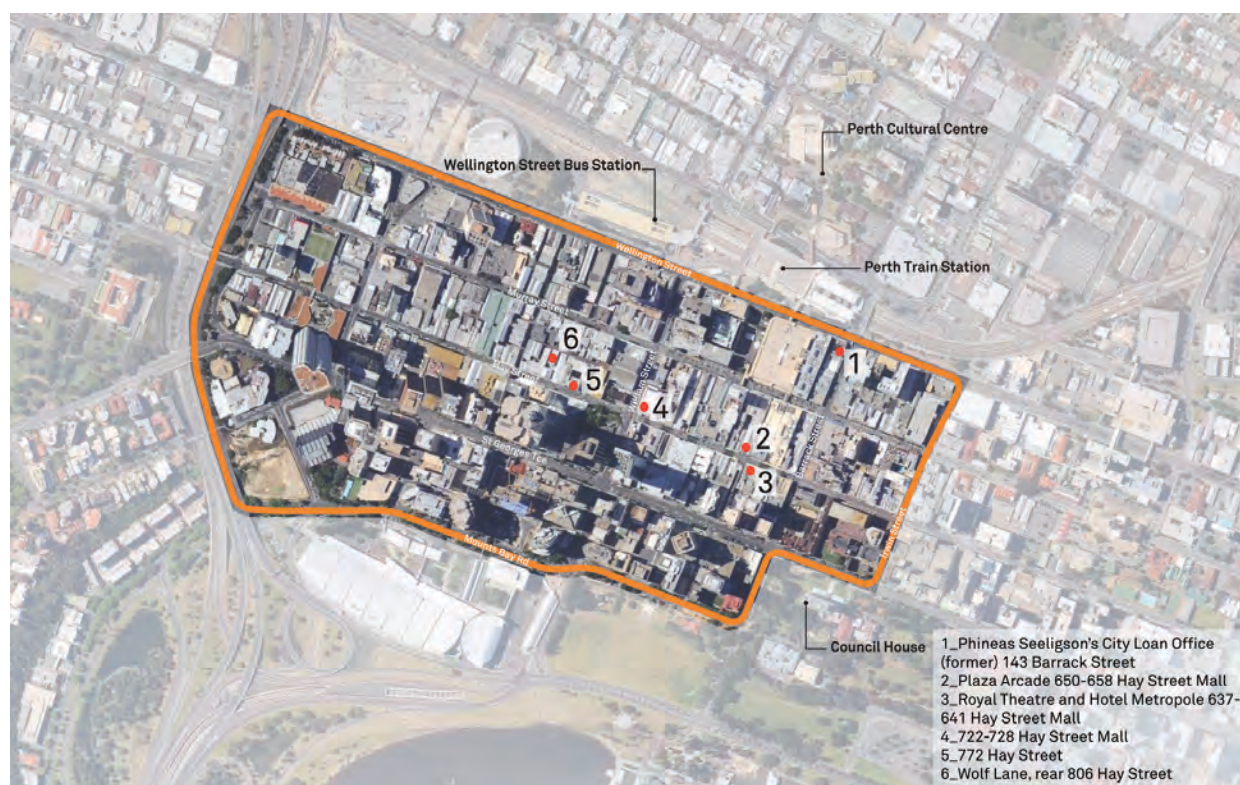 Perth Cultural Centre
Wellington Street Bus Station
Wellington Street
Perth Train Station
Murray Street
6
1
5
4
2
Barrack Street
St Georges Tce
3
Irwin Street
Mounts Bay Rd
Council House
1_Phineas Seeligson's City Loan Office
(former) 143 Barrack Street
2_Plaza Arcade 650-658 Hay Street Mall
3_Royal Theatre and Hotel Metropole 637-
641 Hay Street Mall
4_722-728 Hay Street Mall
5_772 Hay Street
6_Wolf Lane, rear 806 Hay Street